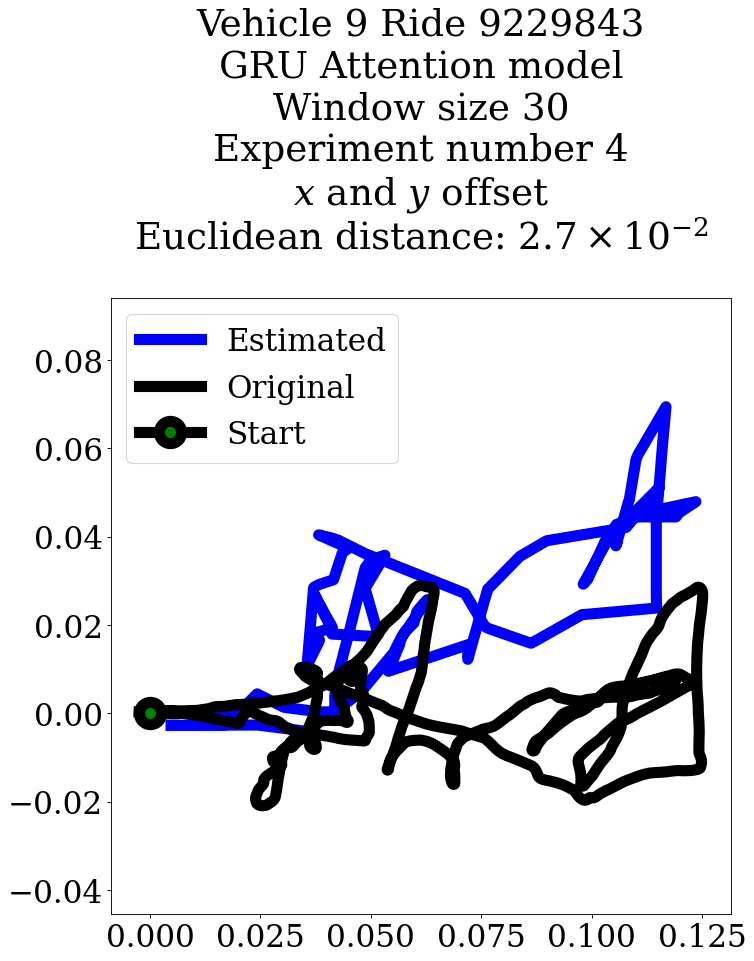 Vehicle 9 Ride 9229843
GRU Attention model
Window size 30
Experiment number 4
x and y offset
Euclidean distance: 2.7 × 10⁻²
Estimated
Original
Start
0.08
0.06
0.04
0.02
0.00
−0.02
−0.04
0.000 0.025 0.050 0.075 0.100 0.125